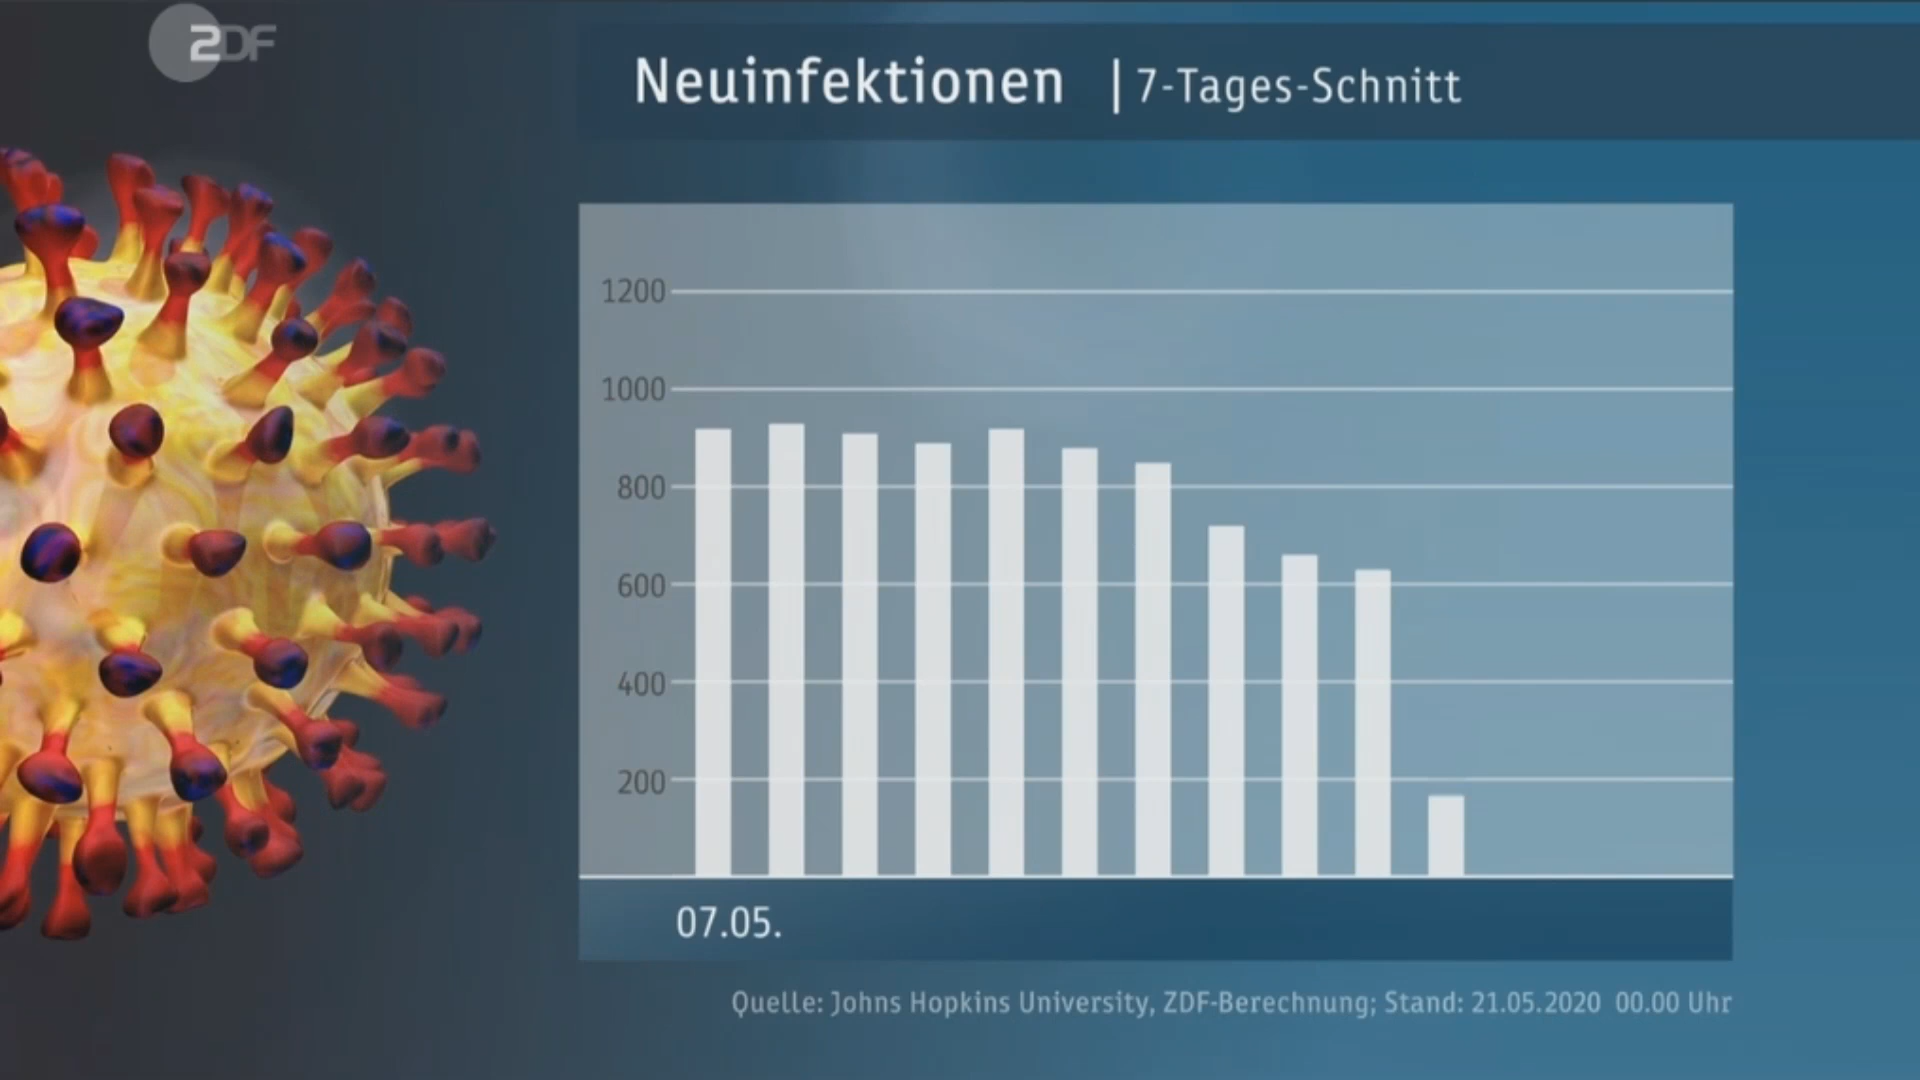 ZDF
Neuinfektionen | 7-Tages-Schnitt
1200
1000
800
600
400
200
07.05.
Quelle: Johns Hopkins University, ZDF-Berechnung; Stand: 21.05.2020 00.00 Uhr